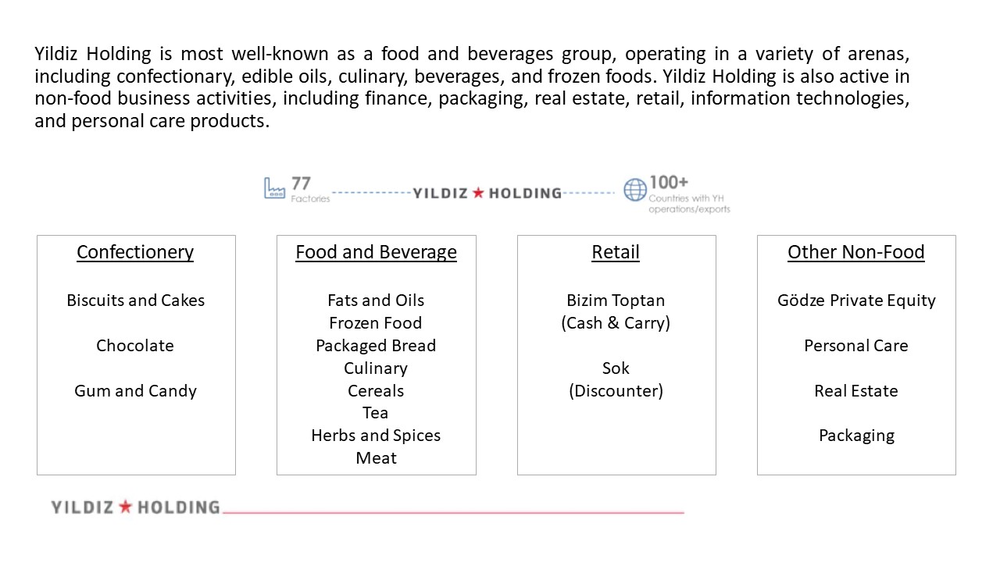 Yildiz Holding is most well-known as a food and beverages group, operating in a variety of arenas,
including confectionary, edible oils, culinary, beverages, and frozen foods. Yildiz Holding is also active in
non-food business activities, including finance, packaging, real estate, retail, information technologies,
and personal care products.
77
Factories
YILDIZ ★ HOLDING
100+
Countries with YH
operations/exports
Confectionery
Biscuits and Cakes
Chocolate
Gum and Candy
Food and Beverage
Fats and Oils
Frozen Food
Packaged Bread
Culinary
Cereals
Tea
Herbs and Spices
Meat
Retail
Bizim Toptan
(Cash & Carry)
Sok
(Discounter)
Other Non-Food
Gödze Private Equity
Personal Care
Real Estate
Packaging
YILDIZ ★ HOLDING